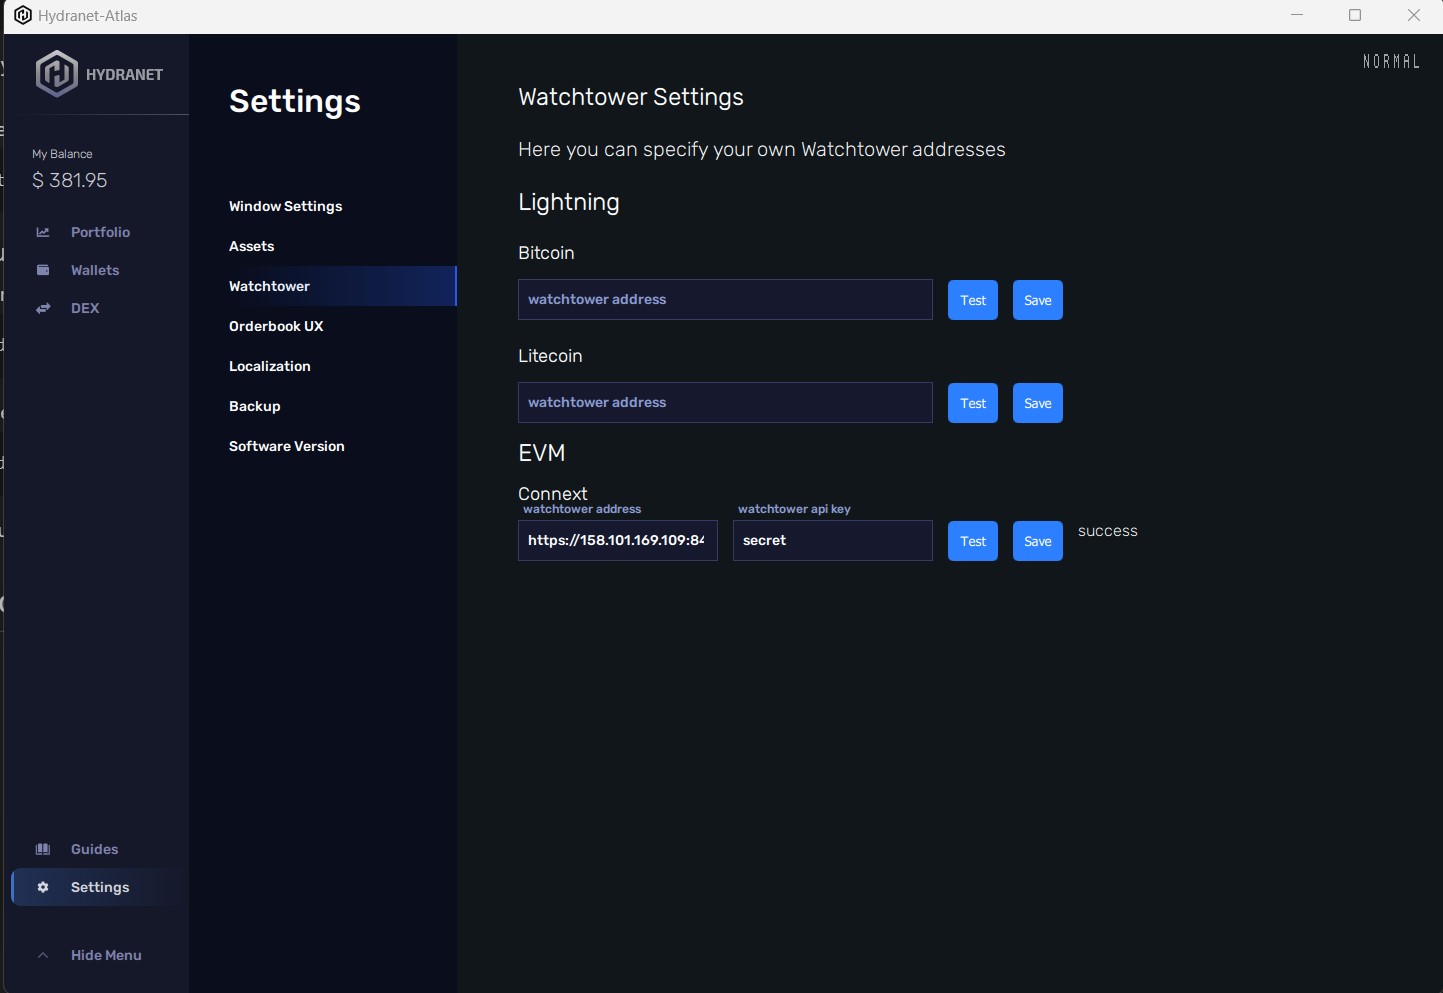 Hydranet-Atlas
HYDRANET
My Balance
$ 381.95
Portfolio
Wallets
DEX
Guides
Settings
Hide Menu
Settings
Window Settings
Assets
Watchtower
Orderbook UX
Localization
Backup
Software Version
NORMAL
Watchtower Settings
Here you can specify your own Watchtower addresses
Lightning
Bitcoin
watchtower address Test Save
Litecoin
watchtower address Test Save
EVM
Connext
watchtower address watchtower api key
https://158.101.169.109:84 secret Test Save success